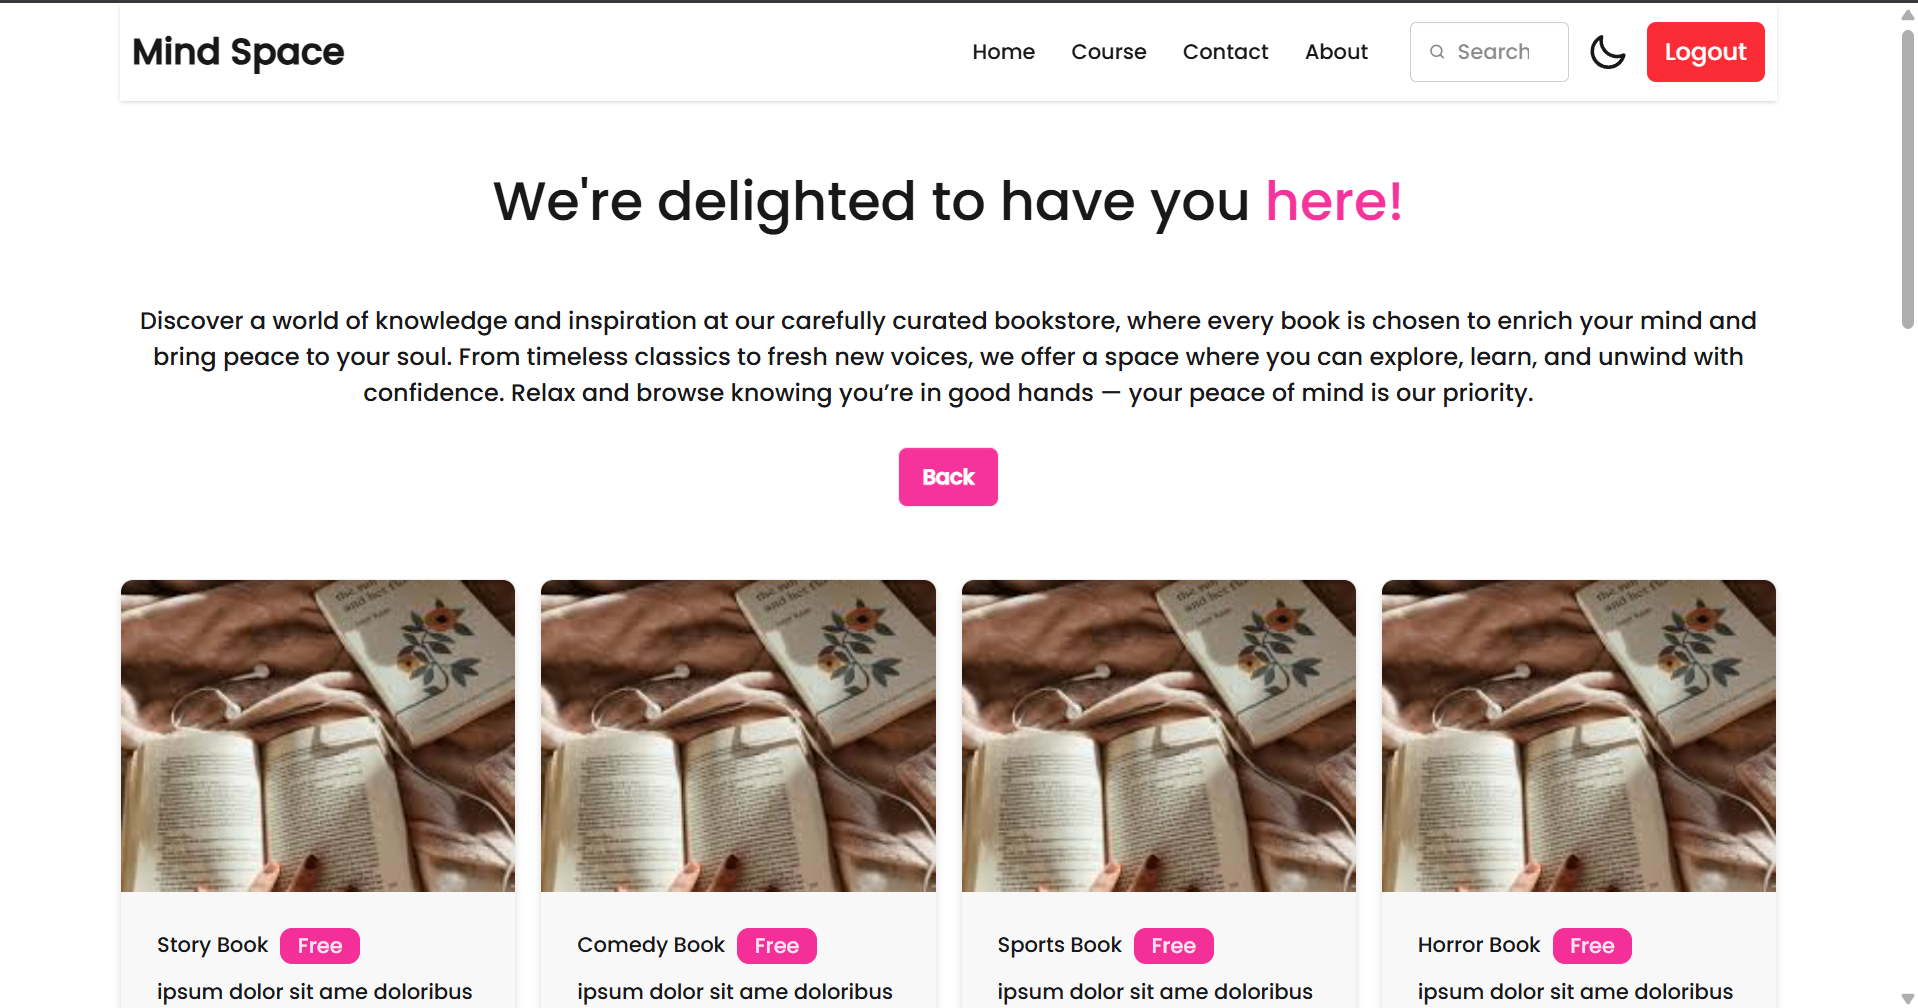 Mind Space
Home Course Contact About Search Logout
We're delighted to have you here!
Discover a world of knowledge and inspiration at our carefully curated bookstore, where every book is chosen to enrich your mind and
bring peace to your soul. From timeless classics to fresh new voices, we offer a space where you can explore, learn, and unwind with
confidence. Relax and browse knowing you’re in good hands — your peace of mind is our priority.
Back
Story Book Free
ipsum dolor sit ame doloribus
Comedy Book Free
ipsum dolor sit ame doloribus
Sports Book Free
ipsum dolor sit ame doloribus
Horror Book Free
ipsum dolor sit ame doloribus